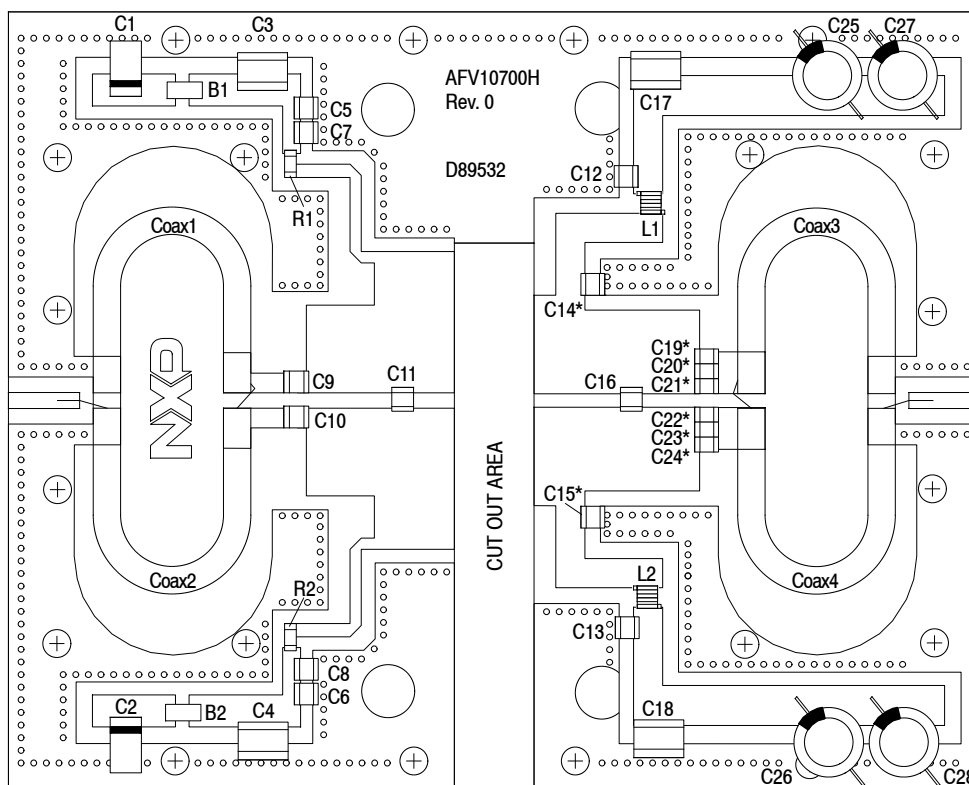 C1
C3
C25
C27
B1
AFV10700H
Rev. 0
C5
C7
C17
D89532
C12
R1
L1
Coax1
Coax3
C14*
NXP
C19*
C20*
C21*
C9
C11
C16
C10
C22*
C23*
C24*
C15*
CUT OUT AREA
Coax2
Coax4
L2
R2
C13
C8
C6
C2
B2
C4
C18
C26
C28